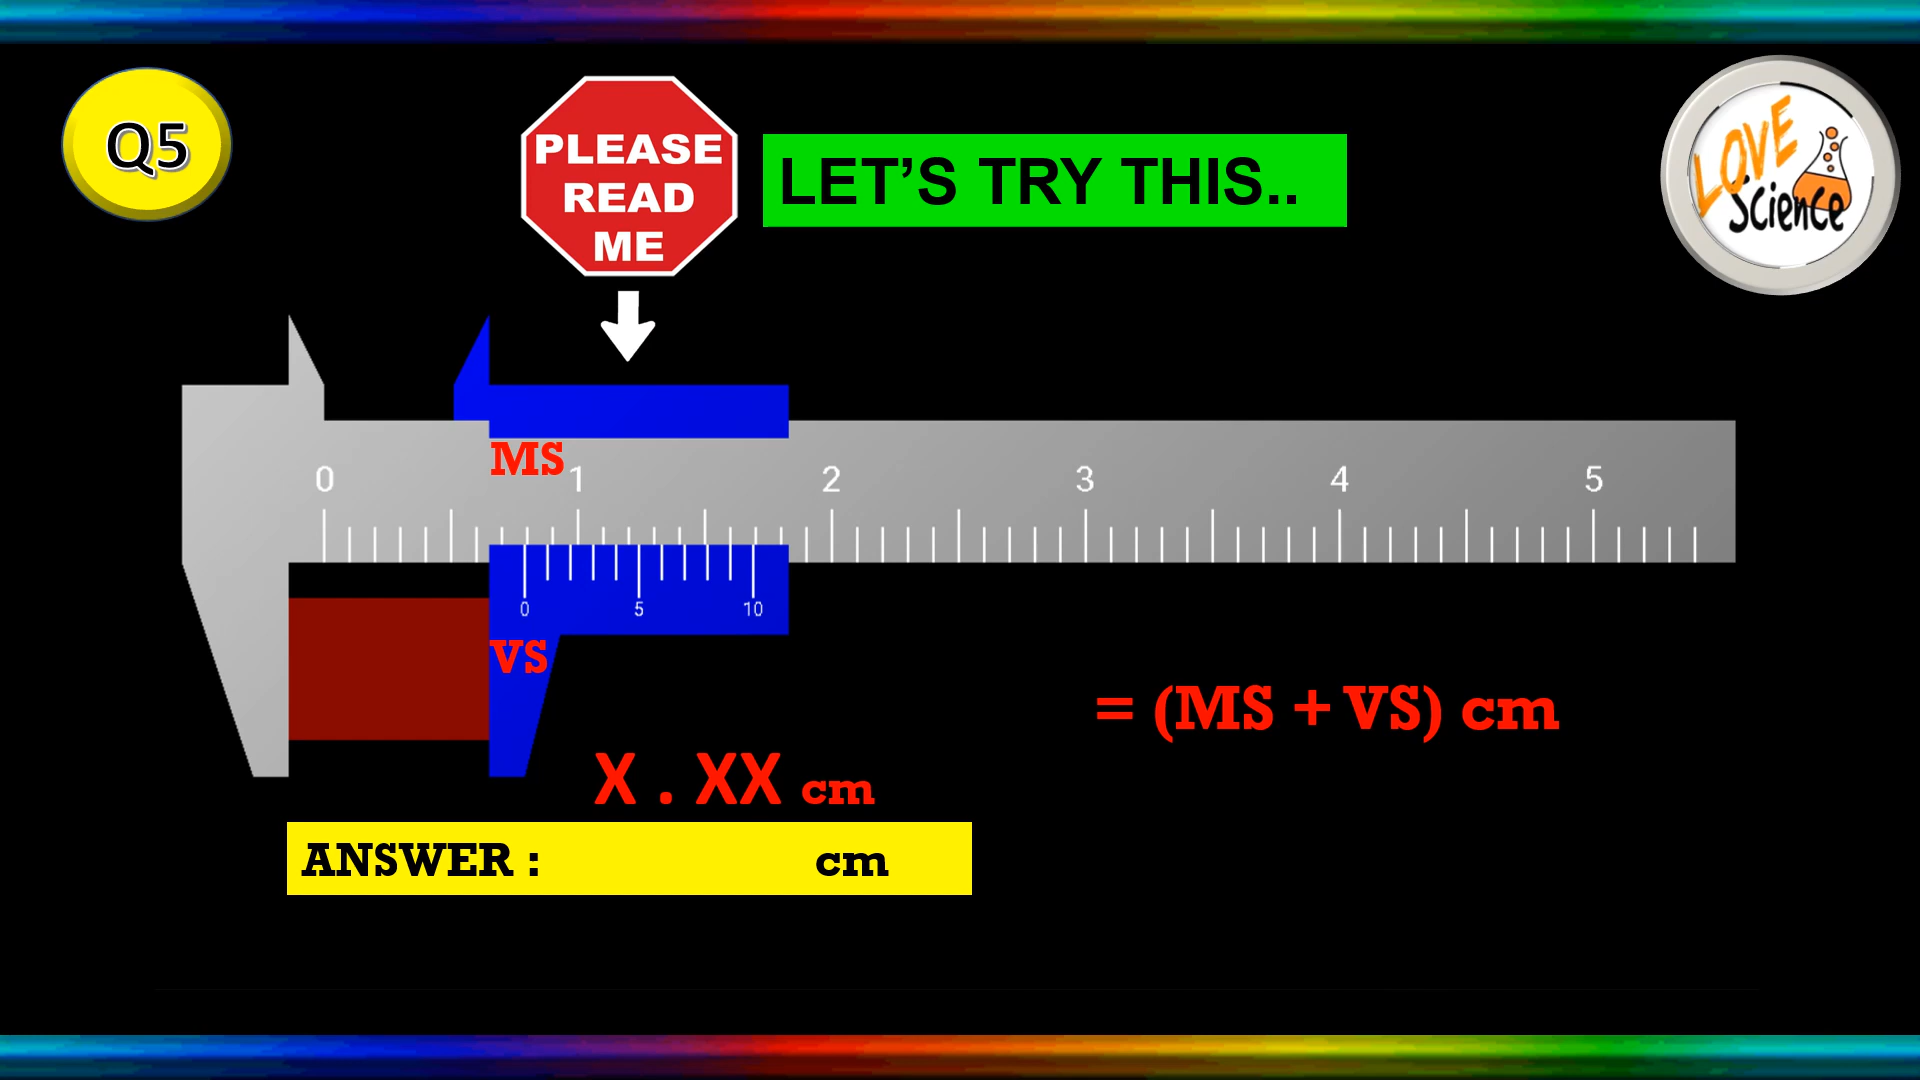 Q5
PLEASE
READ
ME
LET’S TRY THIS..
LOVE
Science
MS
0 1 2 3 4 5
0 5 10
VS
= (MS + VS) cm
X . XX cm
ANSWER : cm